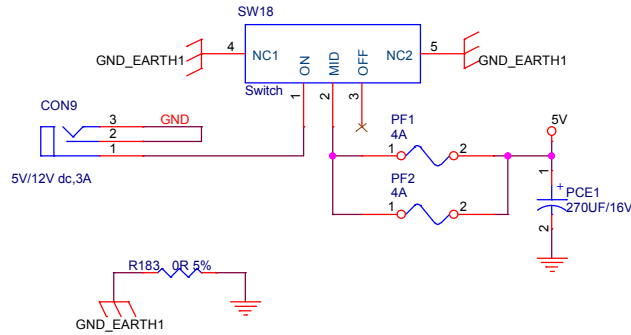 SW18
4
NC1
ON
MID
OFF
NC2
5
GND_EARTH1
GND_EARTH1
Switch
1
2
3
CON9
3
GND
2
1
5V/12V dc,3A
PF1
4A
1
2
PF2
4A
1
2
5V
1
+
PCE1
270UF/16V
2
R183 0R 5%
GND_EARTH1